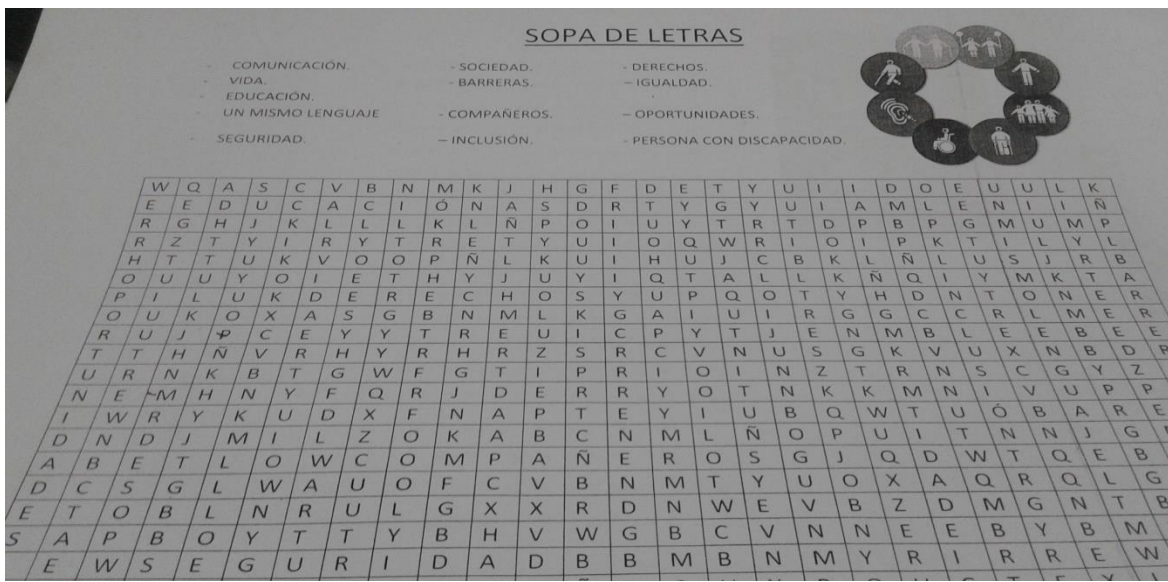 SOPA DE LETRAS
- COMUNICACIÓN. - SOCIEDAD. - DERECHOS.
- VIDA. - BARRERAS. – IGUALDAD.
- EDUCACIÓN.
- UN MISMO LENGUAJE - COMPAÑEROS. – OPORTUNIDADES.
- SEGURIDAD. – INCLUSIÓN. - PERSONA CON DISCAPACIDAD.
W Q A S C V B N M K J H G F D E T Y U I I D O E U U L K
E E D U C A C I Ó N A S D R T Y G Y U I A M L E N I I Ñ
R G H J K L L L K L Ñ P O I U Y T R T D P B P G M U M P
R Z T Y I R Y T R E T Y U I O Q W R I O I P K T I L Y L
H T T U K V O O P Ñ L K U I H U J C B K L Ñ L U S J R B
O U U Y O I E T H Y J U Y I Q T A L L K Ñ Q I Y M K T A
P I L U K D E R E C H O S Y U P Q O T Y H D N T O N E R
O U K O X A S G B N M L K G A I U I R G G C C R L M E R
R U J P C E Y Y T R E U I C P Y T J E N M B L E E B E E
T T H Ñ V R H Y R H R Z S R C V N U S G K V U X N B D R
U R N K B T G W F G T I P R I O I N Z T R N S C G Y Z
N E M H N Y F Q R J D E R R Y O T N K K M N I V U P P
I W R Y K U D X F N A P T E Y I U B Q W T U Ó B A R E
D N D J M I L Z O K A B C N M L Ñ O P U I T N N J G
A B E T L O W C O M P A Ñ E R O S G J Q D W T Q E B
D C S G L W A U O F C V B N M T Y U O X A Q R Q L G
E T O B L N R U L G X X R D N W E V B Z D M G N T B
S A P B O Y T T Y B H V W G B C V N N E E B Y B M
E W S E G U R I D A D B B M B N M Y R I R R E W